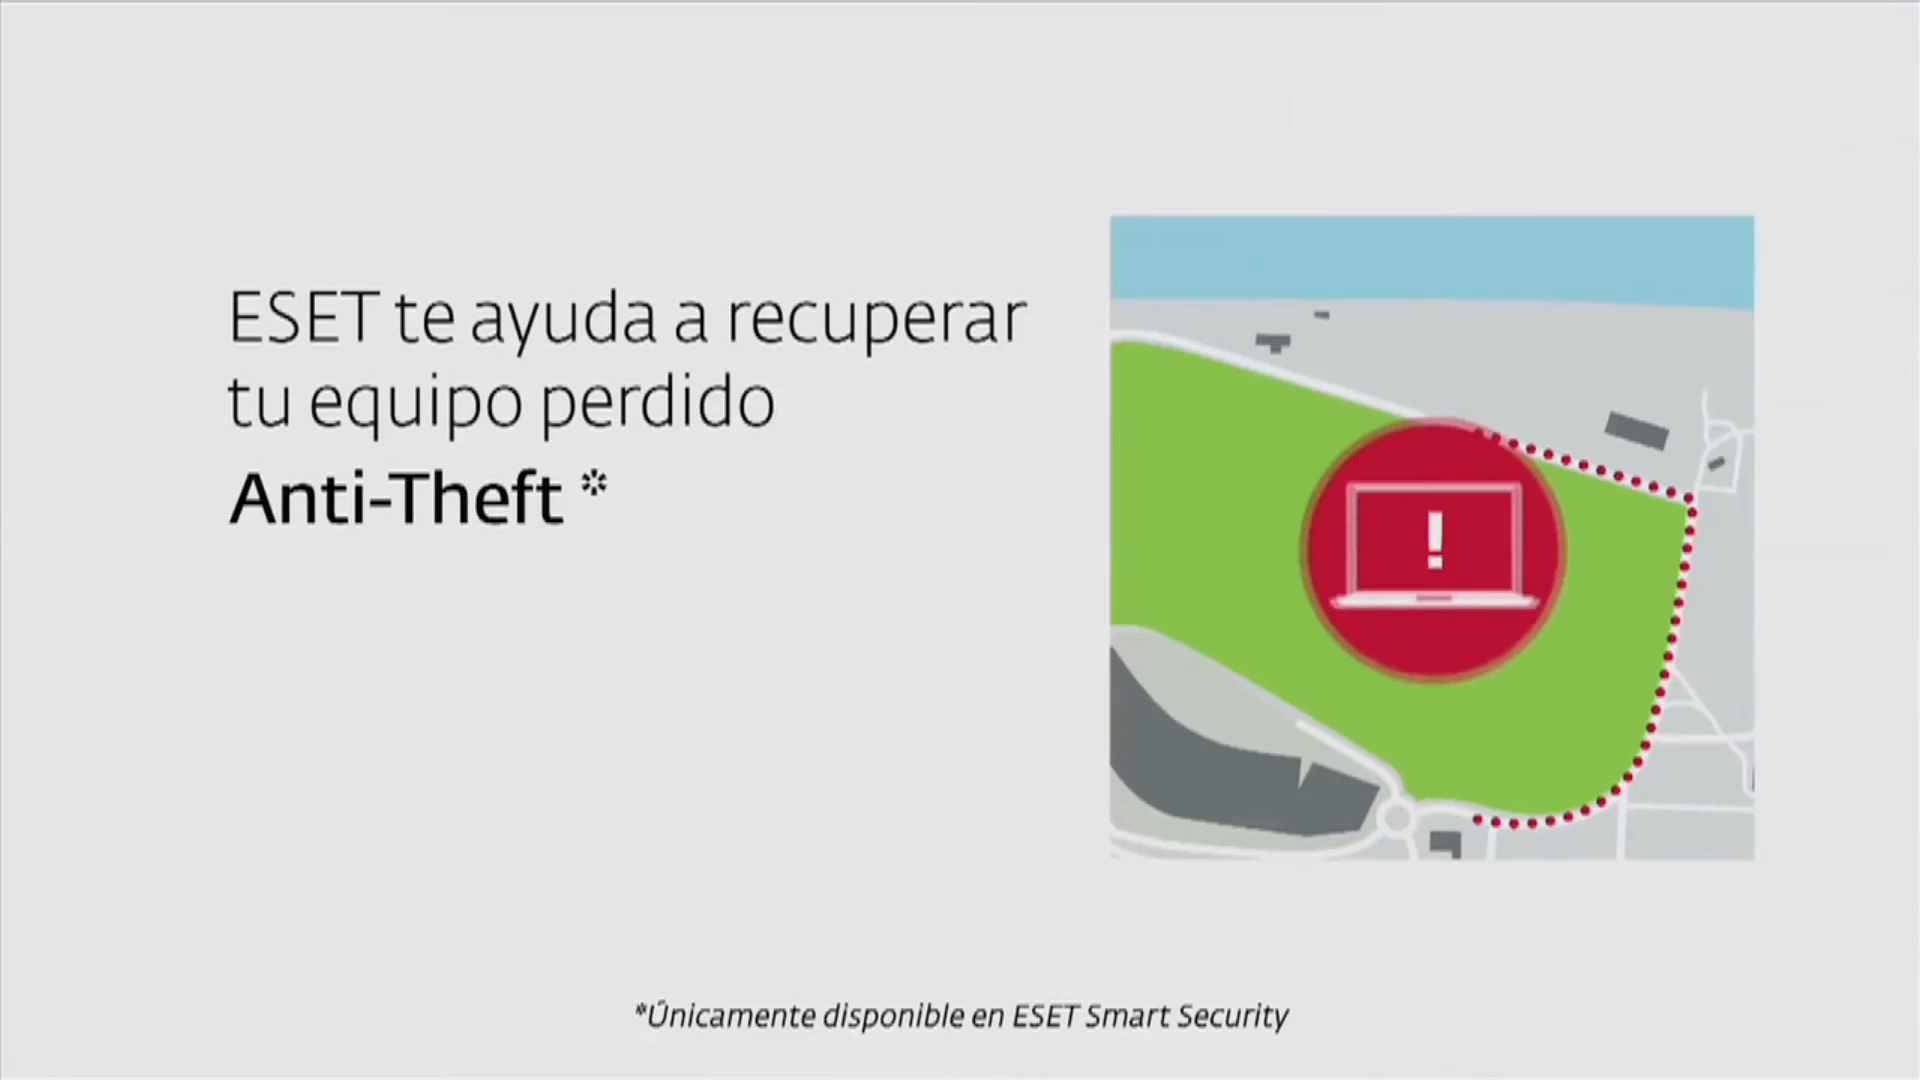 ESET te ayuda a recuperar
tu equipo perdido
Anti-Theft *
!
*Únicamente disponible en ESET Smart Security